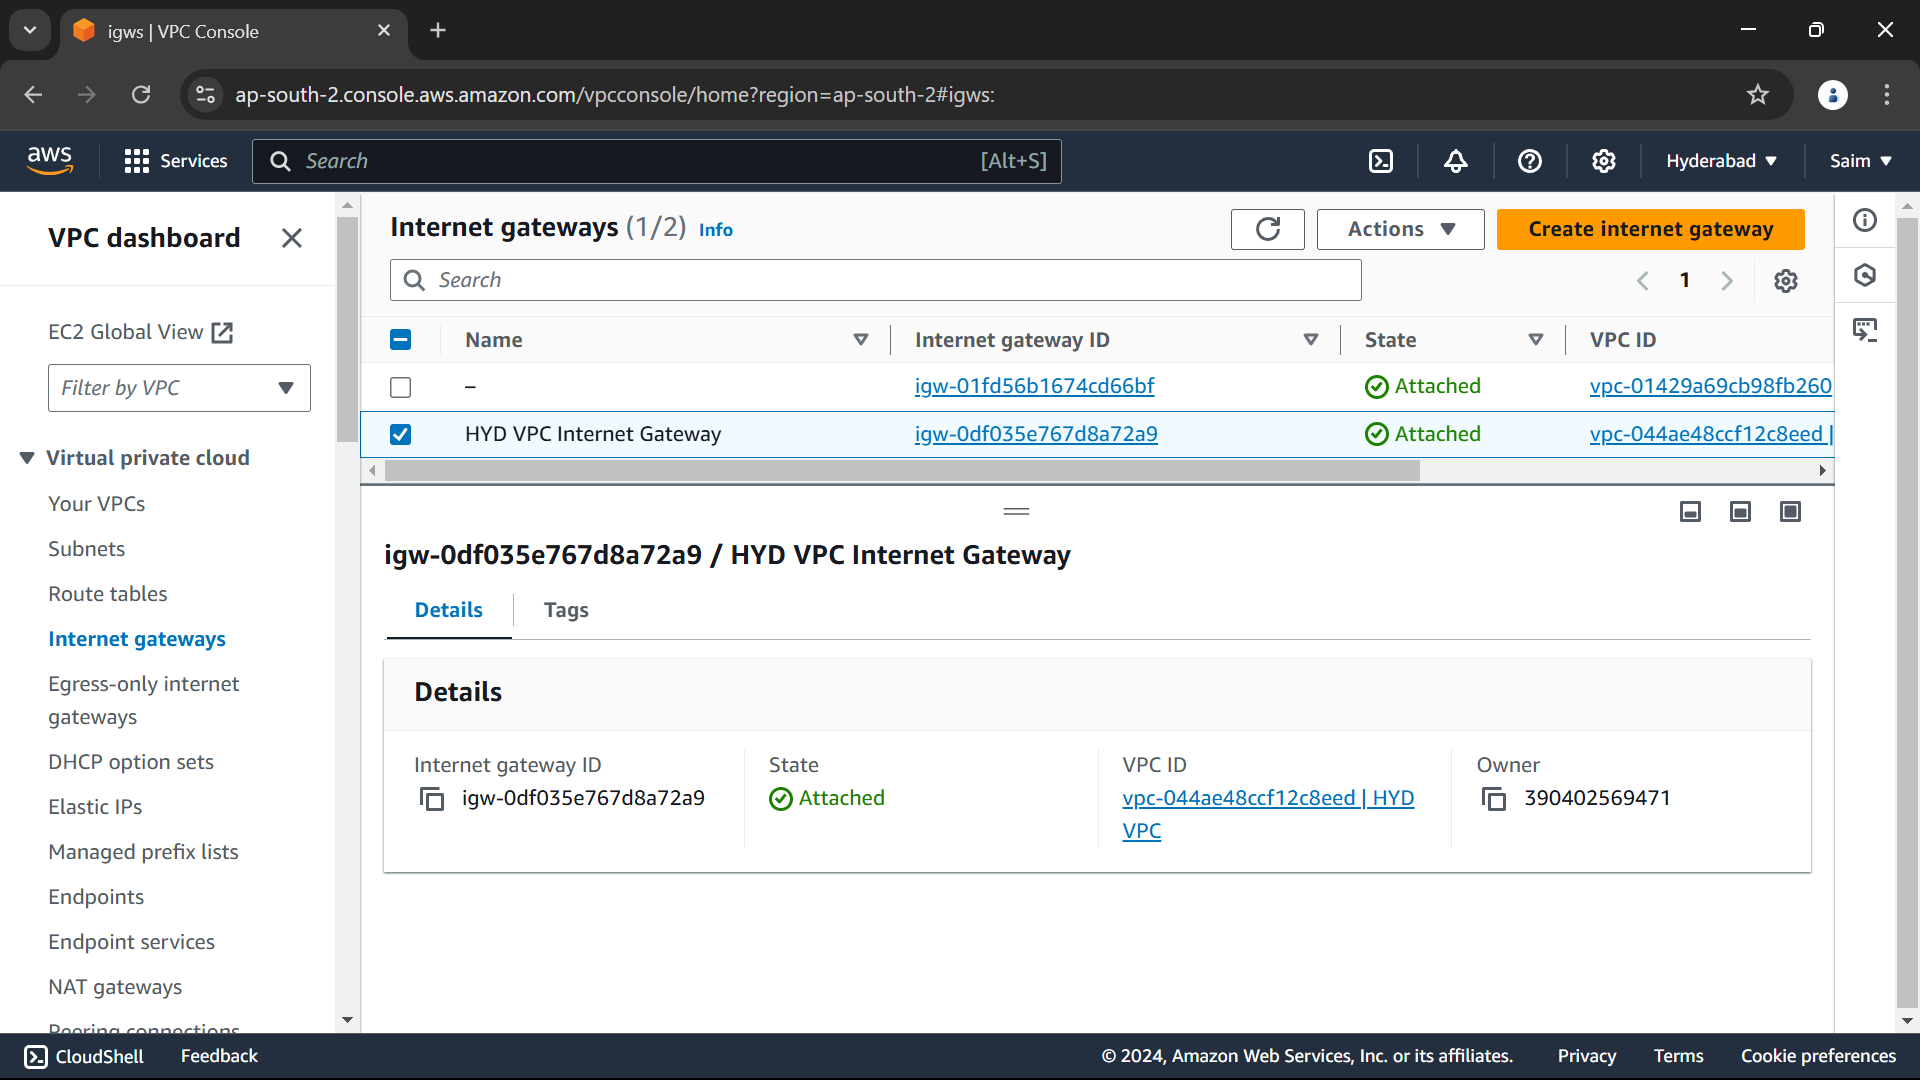 igws | VPC Console
ap-south-2.console.aws.amazon.com/vpcconsole/home?region=ap-south-2#igws:
aws
Services
Search
[Alt+S]
Hyderabad
Saim
VPC dashboard
EC2 Global View
Filter by VPC
Virtual private cloud
Your VPCs
Subnets
Route tables
Internet gateways
Egress-only internet
gateways
DHCP option sets
Elastic IPs
Managed prefix lists
Endpoints
Endpoint services
NAT gateways
Peering connections
Internet gateways (1/2) Info
Actions
Create internet gateway
Search
1
Name
Internet gateway ID
State
VPC ID
– igw-01fd56b1674cd66bf Attached vpc-01429a69cb98fb260
HYD VPC Internet Gateway igw-0df035e767d8a72a9 Attached vpc-044ae48ccf12c8eed |
igw-0df035e767d8a72a9 / HYD VPC Internet Gateway
Details
Tags
Details
Internet gateway ID
igw-0df035e767d8a72a9
State
Attached
VPC ID
vpc-044ae48ccf12c8eed | HYD
VPC
Owner
390402569471
CloudShell
Feedback
© 2024, Amazon Web Services, Inc. or its affiliates.
Privacy
Terms
Cookie preferences